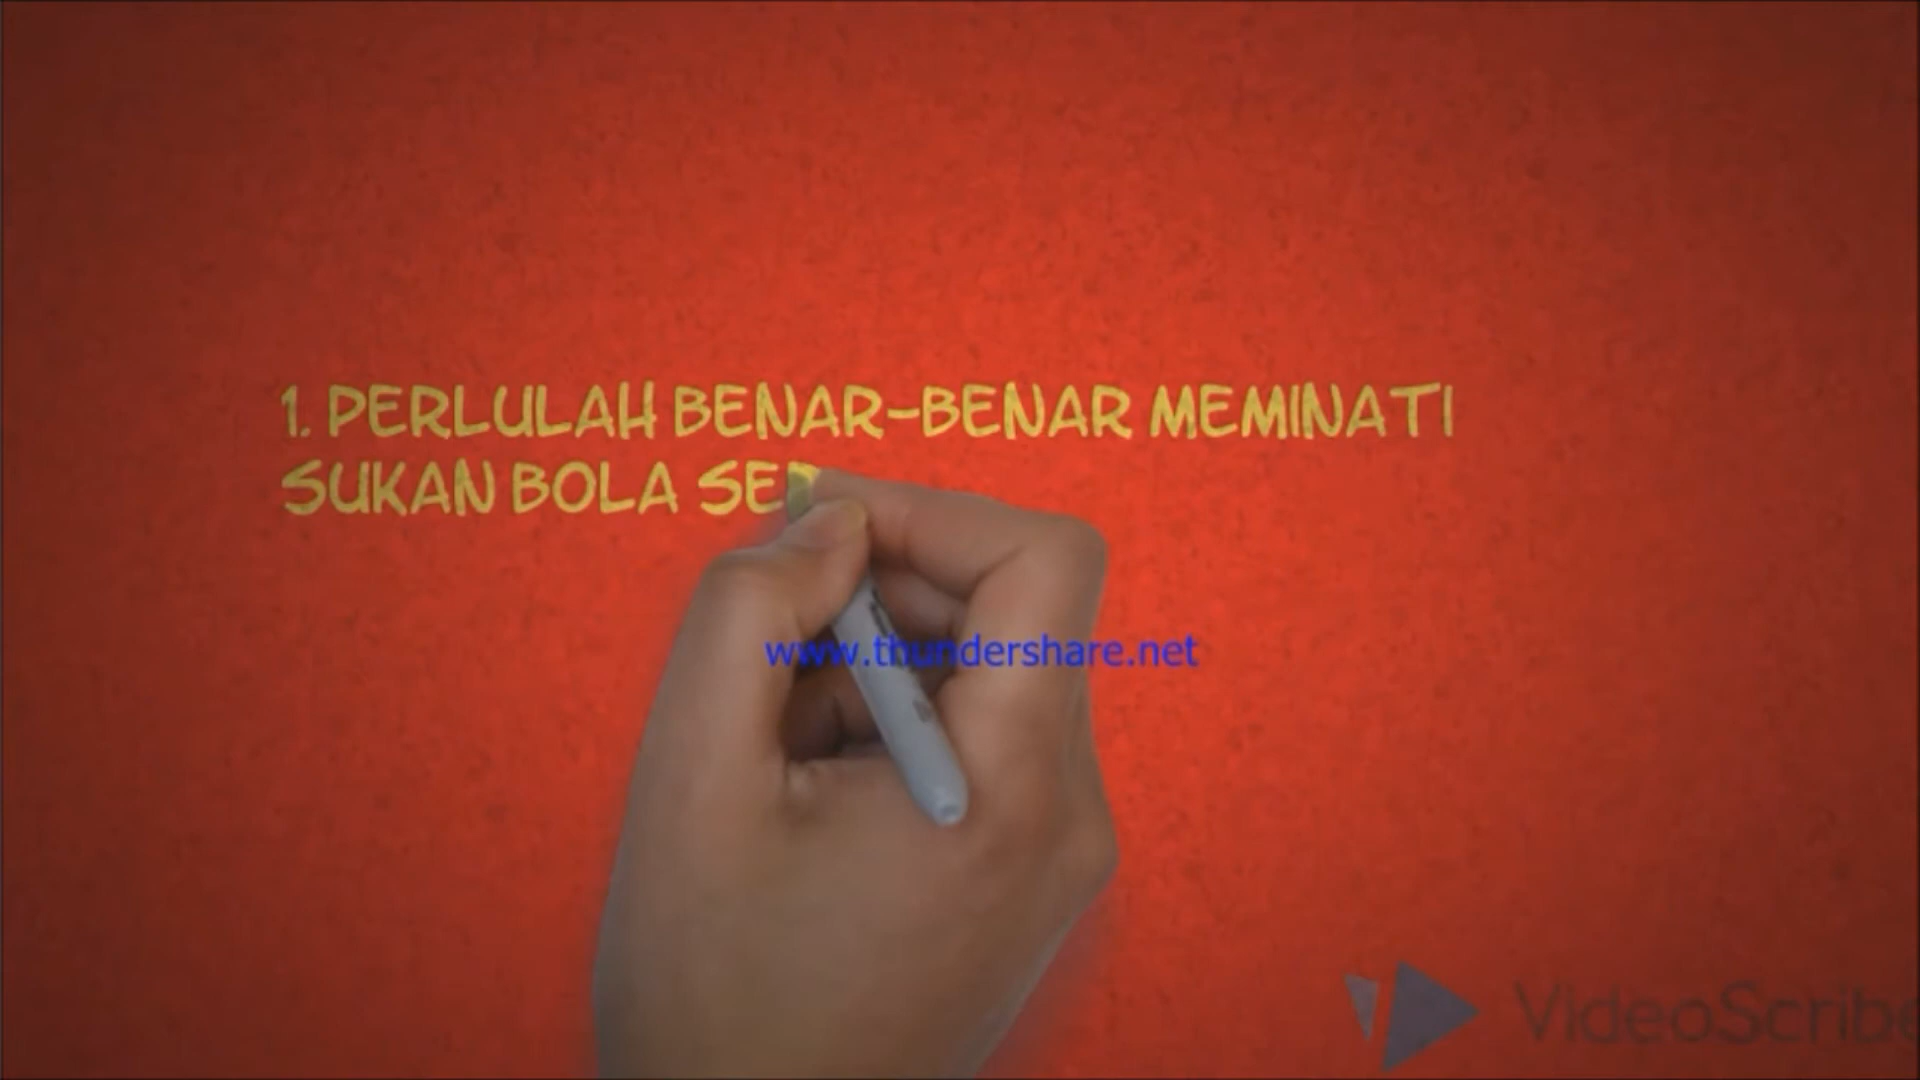 1. PERLULAH BENAR-BENAR MEMINATI
SUKAN BOLA SE
www.thundershare.net
VideoScribe